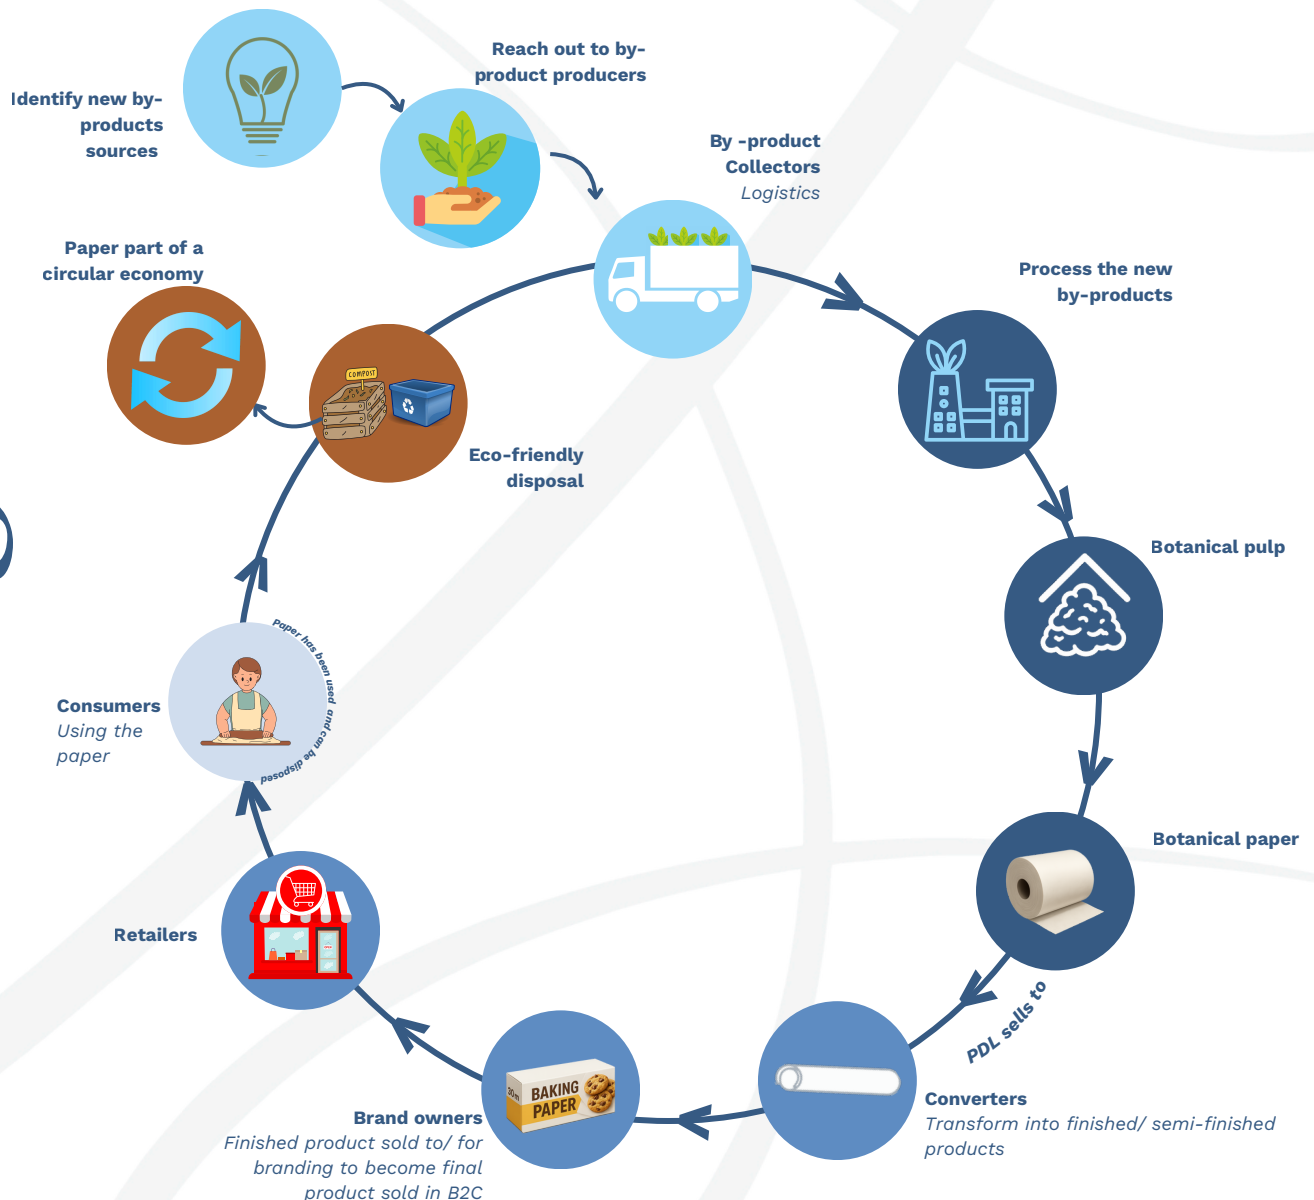 Identify new by-
products
sources
Reach out to by-
product producers
By -product
Collectors
Logistics
Process the new
by-products
Botanical pulp
Botanical paper
PDL sells to
Converters
Transform into finished/ semi-finished
products
BAKING
PAPER
30m
Brand owners
Finished product sold to/ for
branding to become final
product sold in B2C
Retailers
Consumers
Using the
paper
Paper has been used and can be disposed
COMPOST
Eco-friendly
disposal
Paper part of a
circular economy